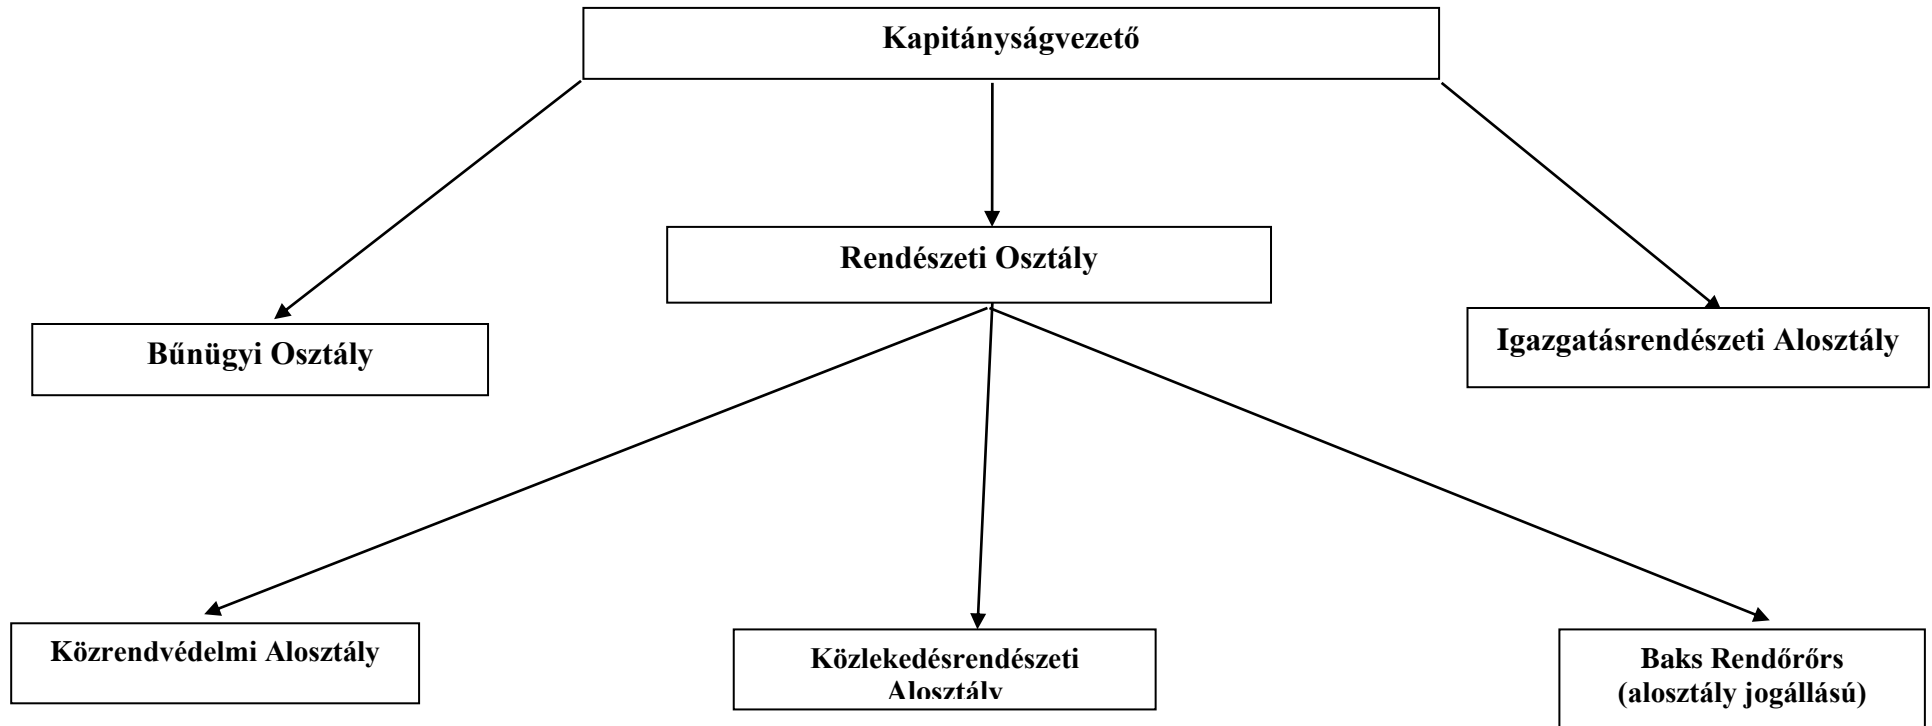 Kapitányságvezető
Rendészeti Osztály
Bűnügyi Osztály
Igazgatásrendészeti Alosztály
Közrendvédelmi Alosztály
Közlekedésrendészeti
Alosztály
Baks Rendőrőrs
(alosztály jogállású)